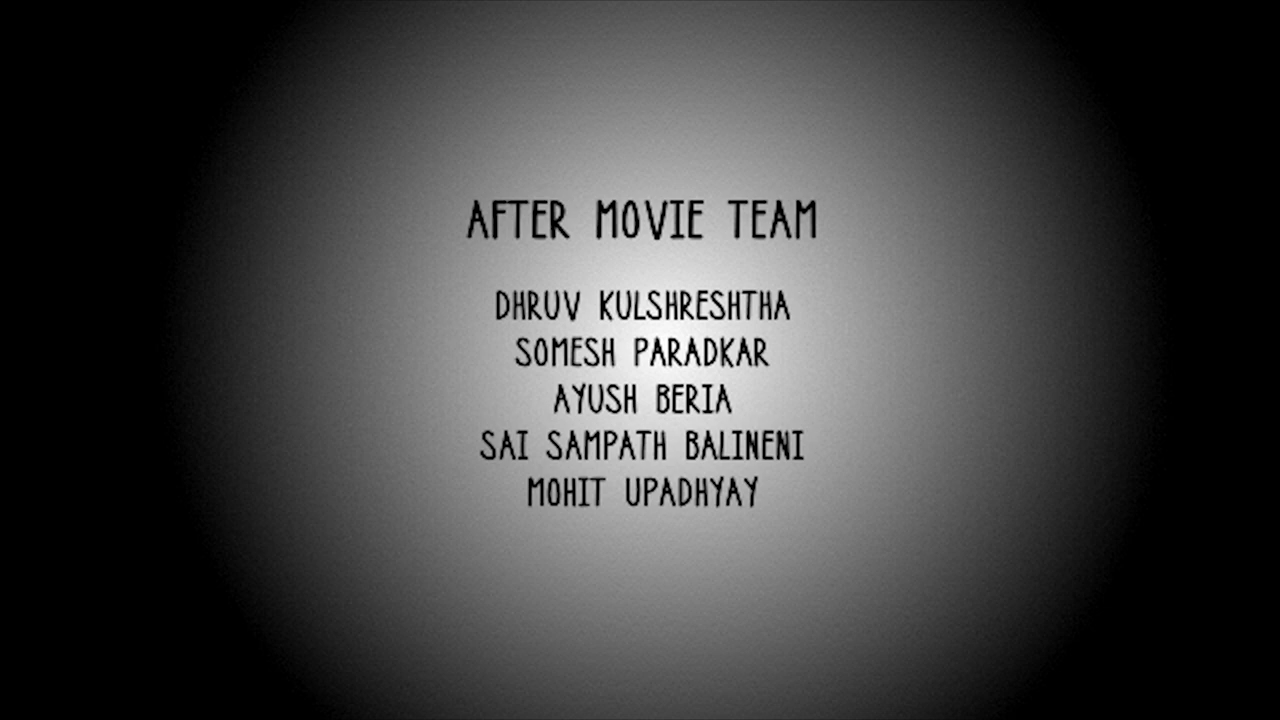 AFTER MOVIE TEAM
DHRUV KULSHRESHTHA
SOMESH PARADKAR
AYUSH BERIA
SAI SAMPATH BALINENI
MOHIT UPADHYAY